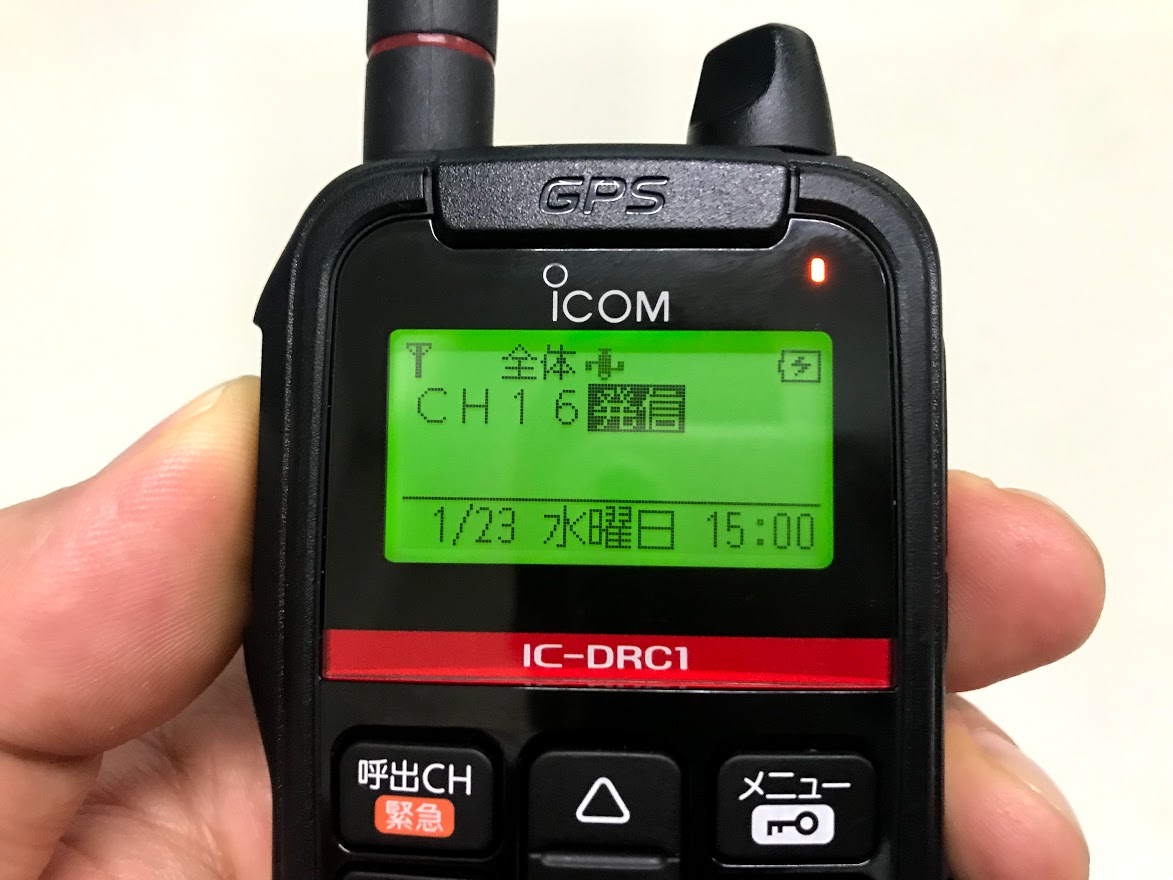 GPS
ICOM
全体
CH16
1/23 水曜日 15:00
IC-DRC1
呼出CH
緊急
メニュー